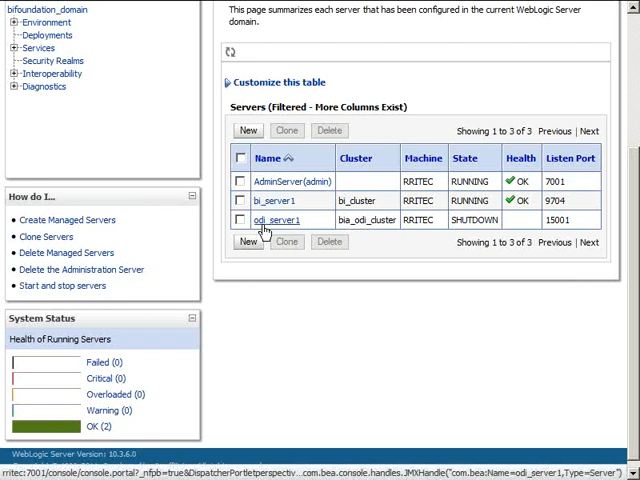 bifoundation_domain
Environment
Deployments
Services
Security Realms
Interoperability
Diagnostics
How do I...
Create Managed Servers
Clone Servers
Delete Managed Servers
Delete the Administration Server
Start and stop servers
System Status
Health of Running Servers
Failed (0)
Critical (0)
Overloaded (0)
Warning (0)
OK (2)
This page summarizes each server that has been configured in the current WebLogic Server
domain.
Customize this table
Servers (Filtered - More Columns Exist)
New Clone Delete Showing 1 to 3 of 3 Previous | Next
Name Cluster Machine State Health Listen Port
AdminServer(admin) RRITEC RUNNING OK 7001
bi_server1 bi_cluster RRITEC RUNNING OK 9704
odi_server1 bia_odi_cluster RRITEC SHUTDOWN 15001
New Clone Delete Showing 1 to 3 of 3 Previous | Next
WebLogic Server Version: 10.3.6.0
rritec:7001/console/console.portal?_nfpb=true&DispatcherPortletperspectiv...com.bea.console.handles.JMXHandle("com.bea:Name=odi_server1,Type=Server")